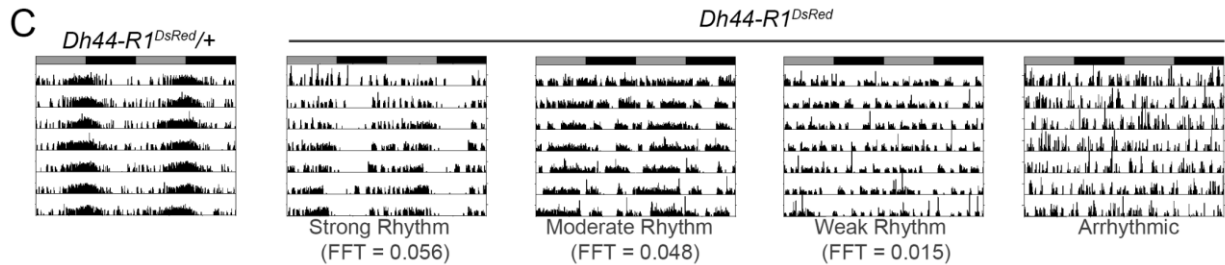 C
Dh44-R1DsRed/+
Dh44-R1DsRed
Strong Rhythm
(FFT = 0.056)
Moderate Rhythm
(FFT = 0.048)
Weak Rhythm
(FFT = 0.015)
Arrhythmic